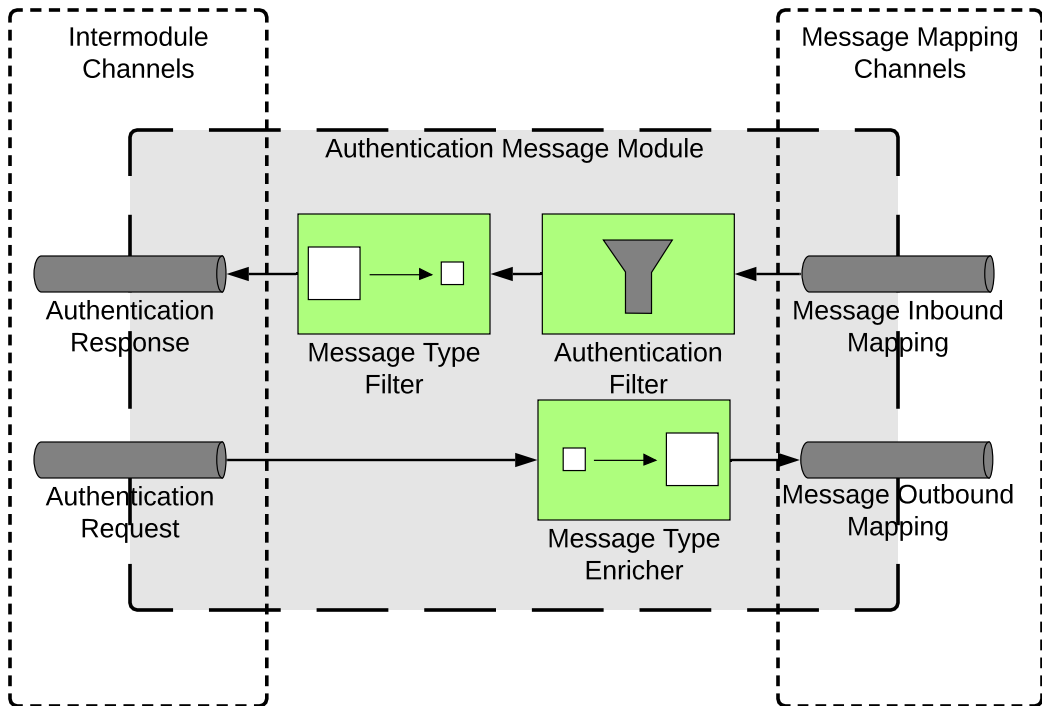 Intermodule
Channels
Message Mapping
Channels
Authentication Message Module
Authentication
Response
Message Type
Filter
Authentication
Filter
Message Inbound
Mapping
Authentication
Request
Message Type
Enricher
Message Outbound
Mapping